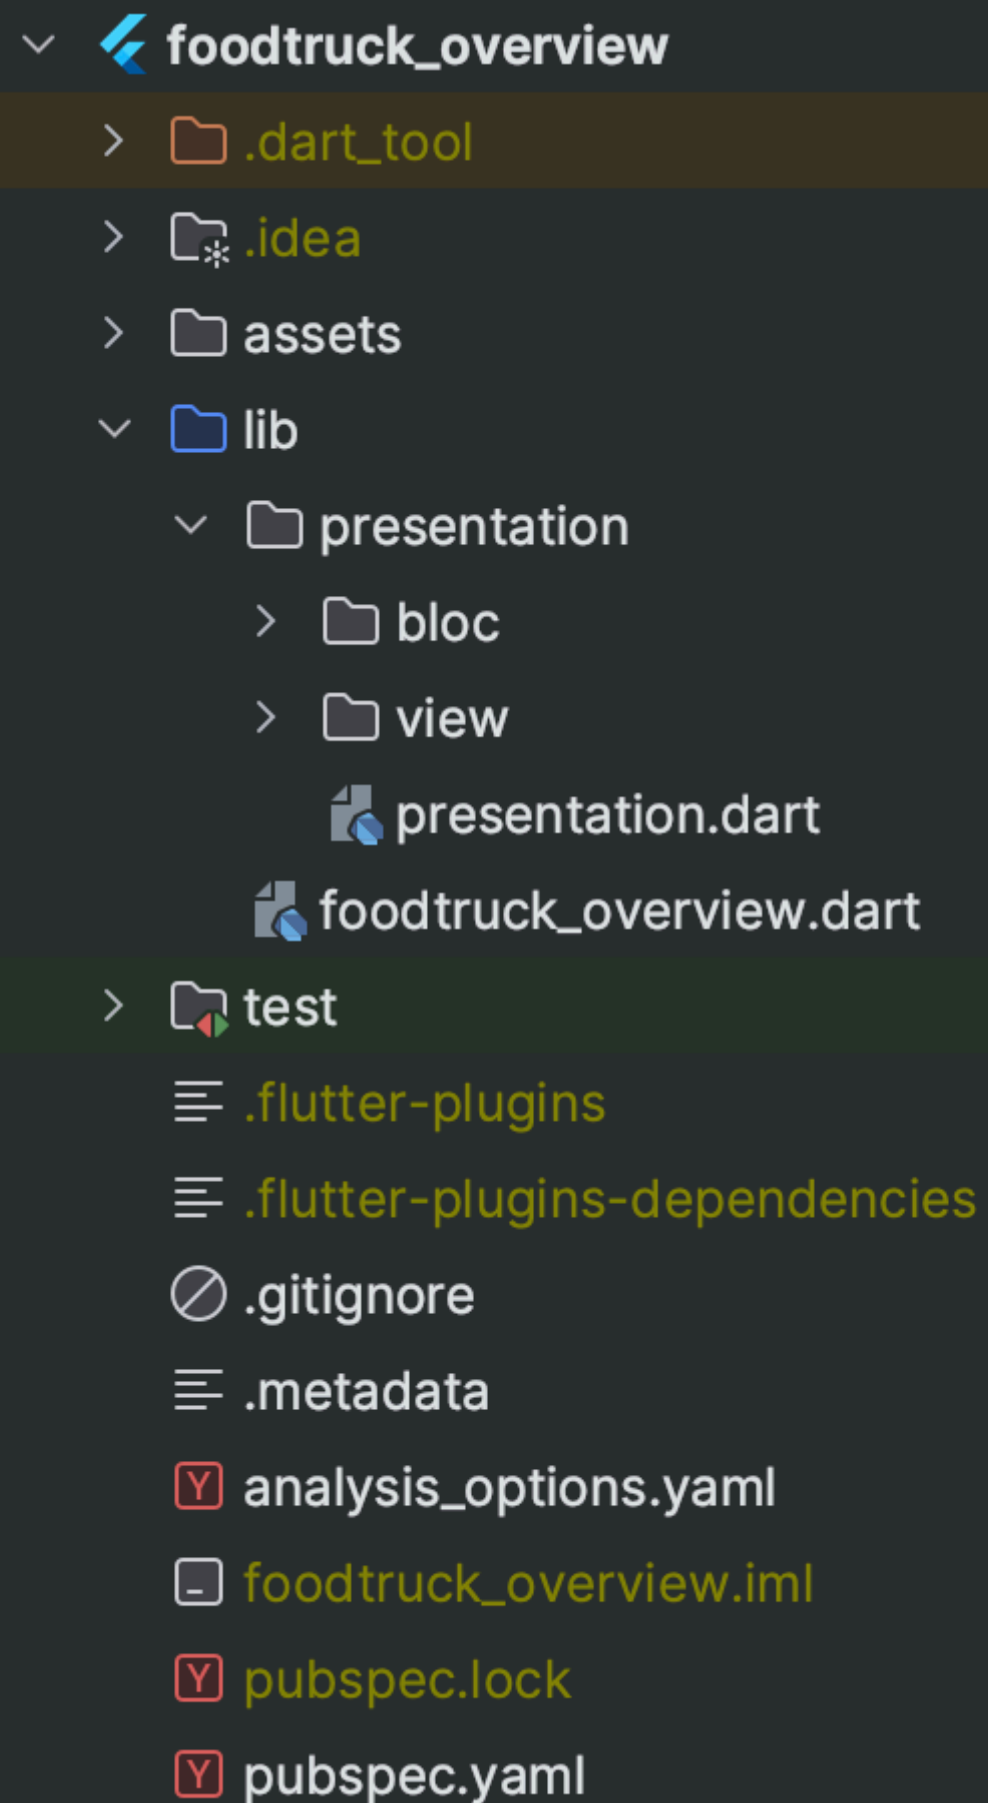 foodtruck_overview
.dart_tool
.idea
assets
lib
presentation
bloc
view
presentation.dart
foodtruck_overview.dart
test
.flutter-plugins
.flutter-plugins-dependencies
.gitignore
.metadata
analysis_options.yaml
foodtruck_overview.iml
pubspec.lock
pubspec.yaml